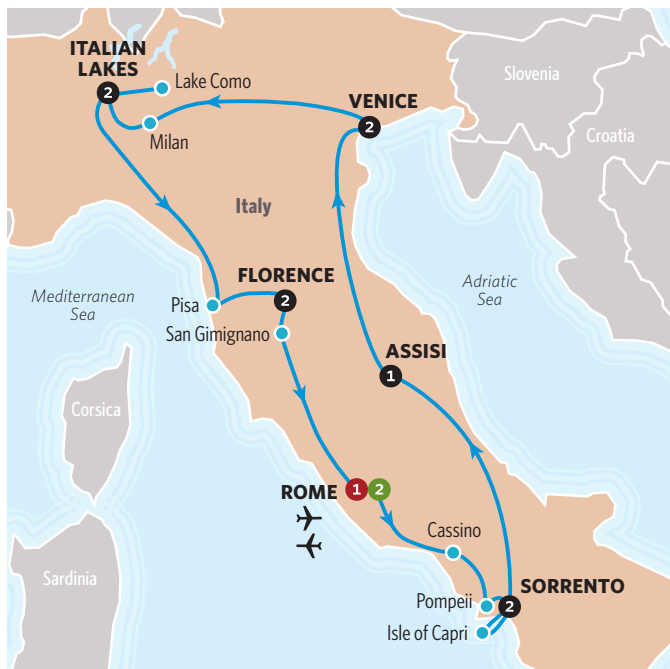 ITALIAN
LAKES
2
Lake Como
Milan
VENICE
2
Slovenia
Croatia
Italy
Mediterranean
Sea
Pisa
FLORENCE
2
San Gimignano
Adriatic
Sea
ASSISI
1
Corsica
ROME
1 2
Cassino
Sardinia
Pompeii
SORRENTO
2
Isle of Capri